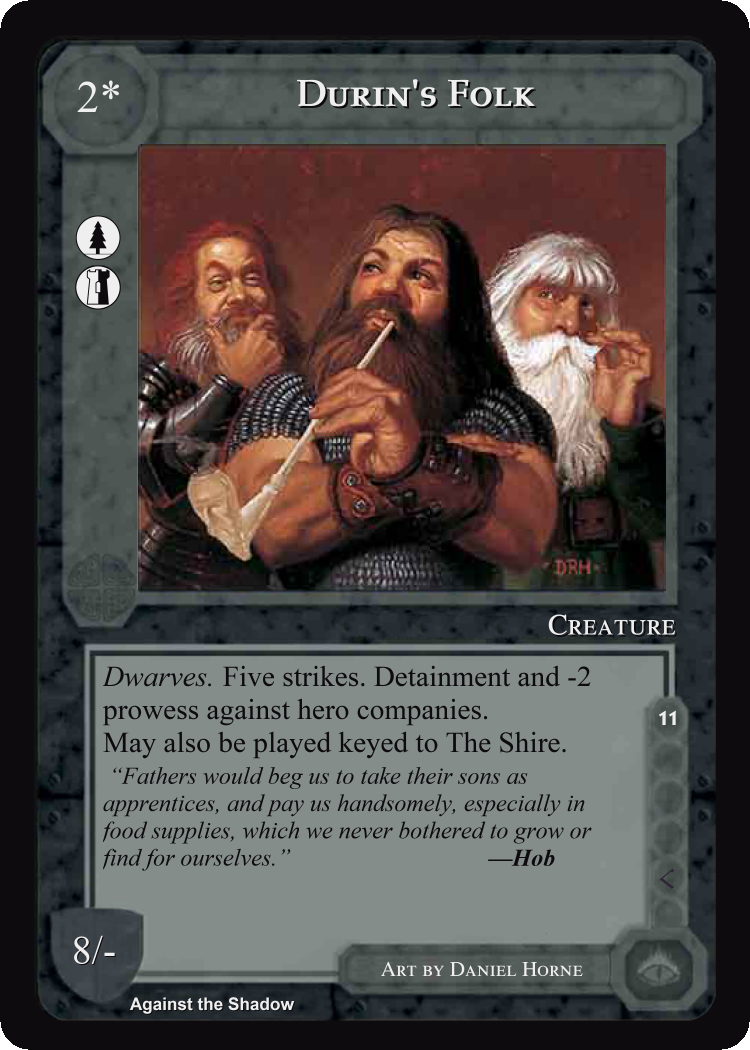 2*
DURIN'S FOLK
DRH
CREATURE
Dwarves. Five strikes. Detainment and -2
prowess against hero companies.
May also be played keyed to The Shire.
11
“Fathers would beg us to take their sons as
apprentices, and pay us handsomely, especially in
food supplies, which we never bothered to grow or
find for ourselves.” —Hob
<
8/-
ART BY DANIEL HORNE
Against the Shadow